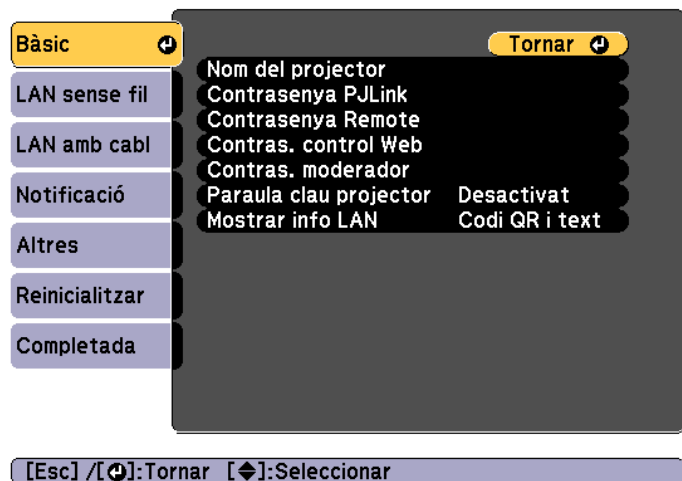 Bàsic
Tornar
Nom del projector
LAN sense fil
Contrasenya PJLink
Contrasenya Remote
LAN amb cabl
Contras. control Web
Contras. moderador
Notificació
Paraula clau projector Desactivat
Mostrar info LAN Codi QR i text
Altres
Reinicialitzar
Completada
[Esc] /[⏎]:Tornar [◆]:Seleccionar